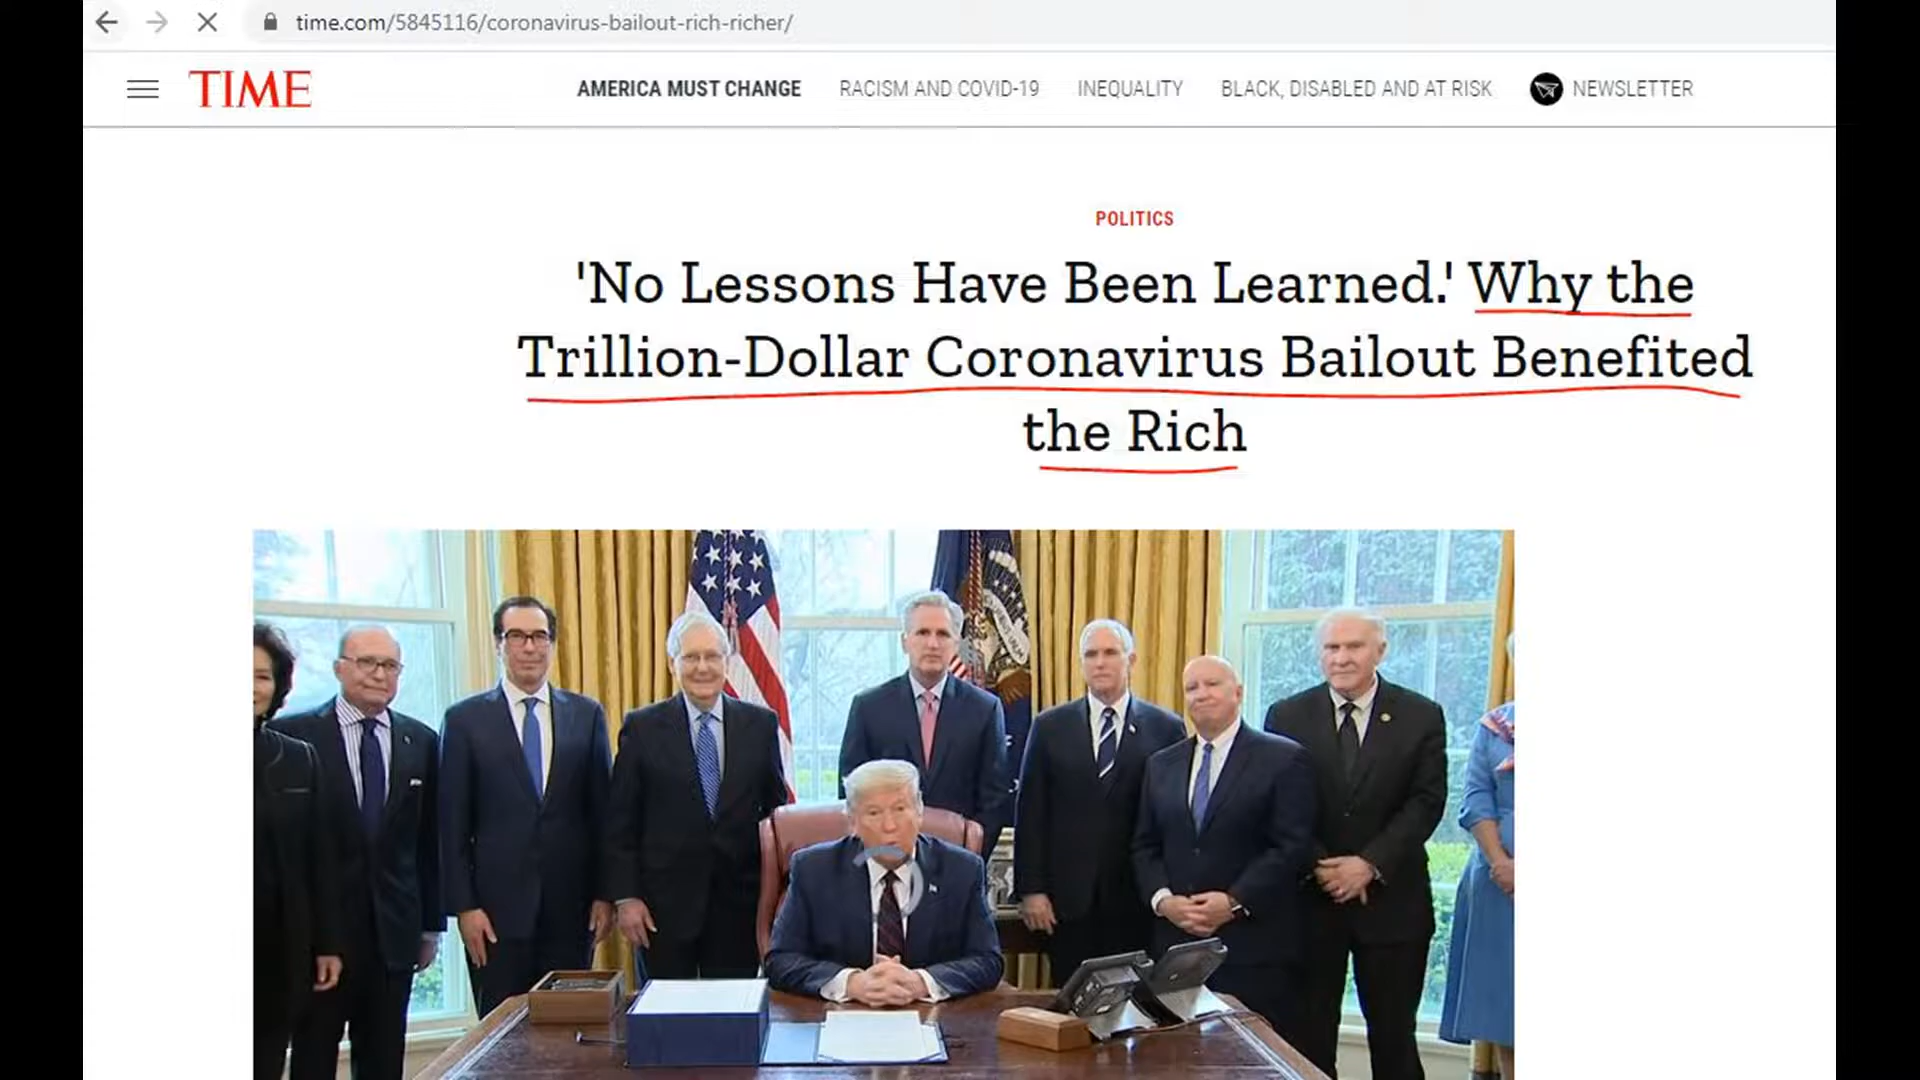 time.com/5845116/coronavirus-bailout-rich-richer/
TIME
AMERICA MUST CHANGE
RACISM AND COVID-19
INEQUALITY
BLACK, DISABLED AND AT RISK
NEWSLETTER
POLITICS
'No Lessons Have Been Learned.' Why the
Trillion-Dollar Coronavirus Bailout Benefited
the Rich